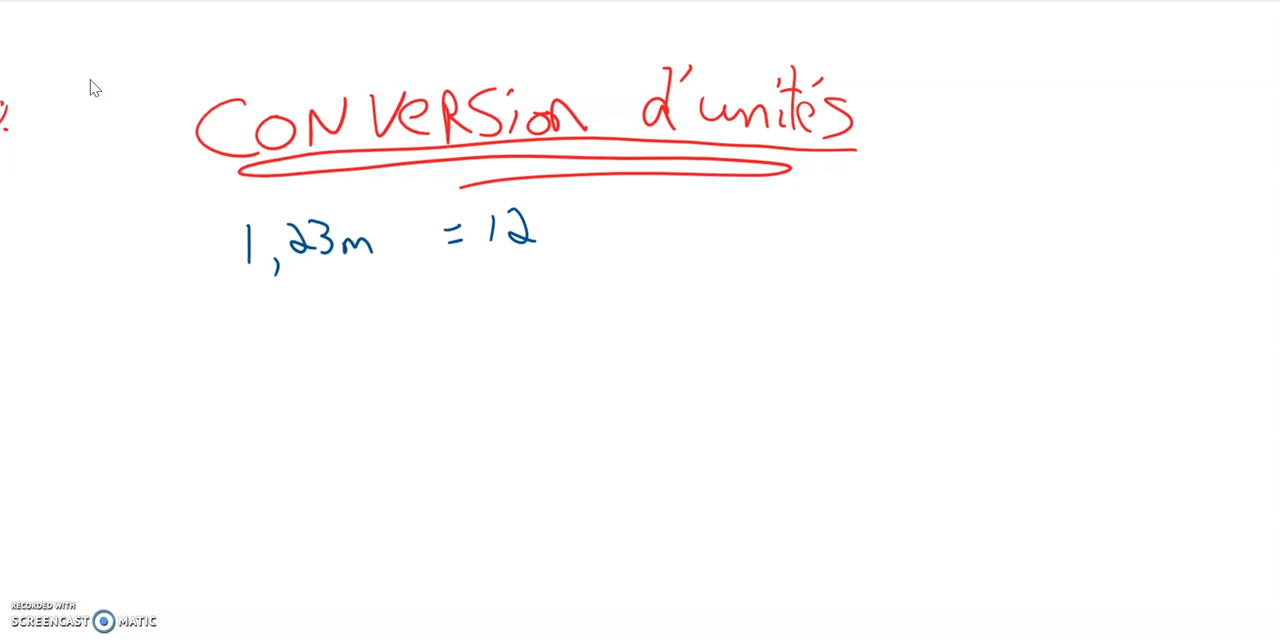 CONVERSion d'unités
1,23m = 12
RECORDED WITH
SCREENCAST MATIC